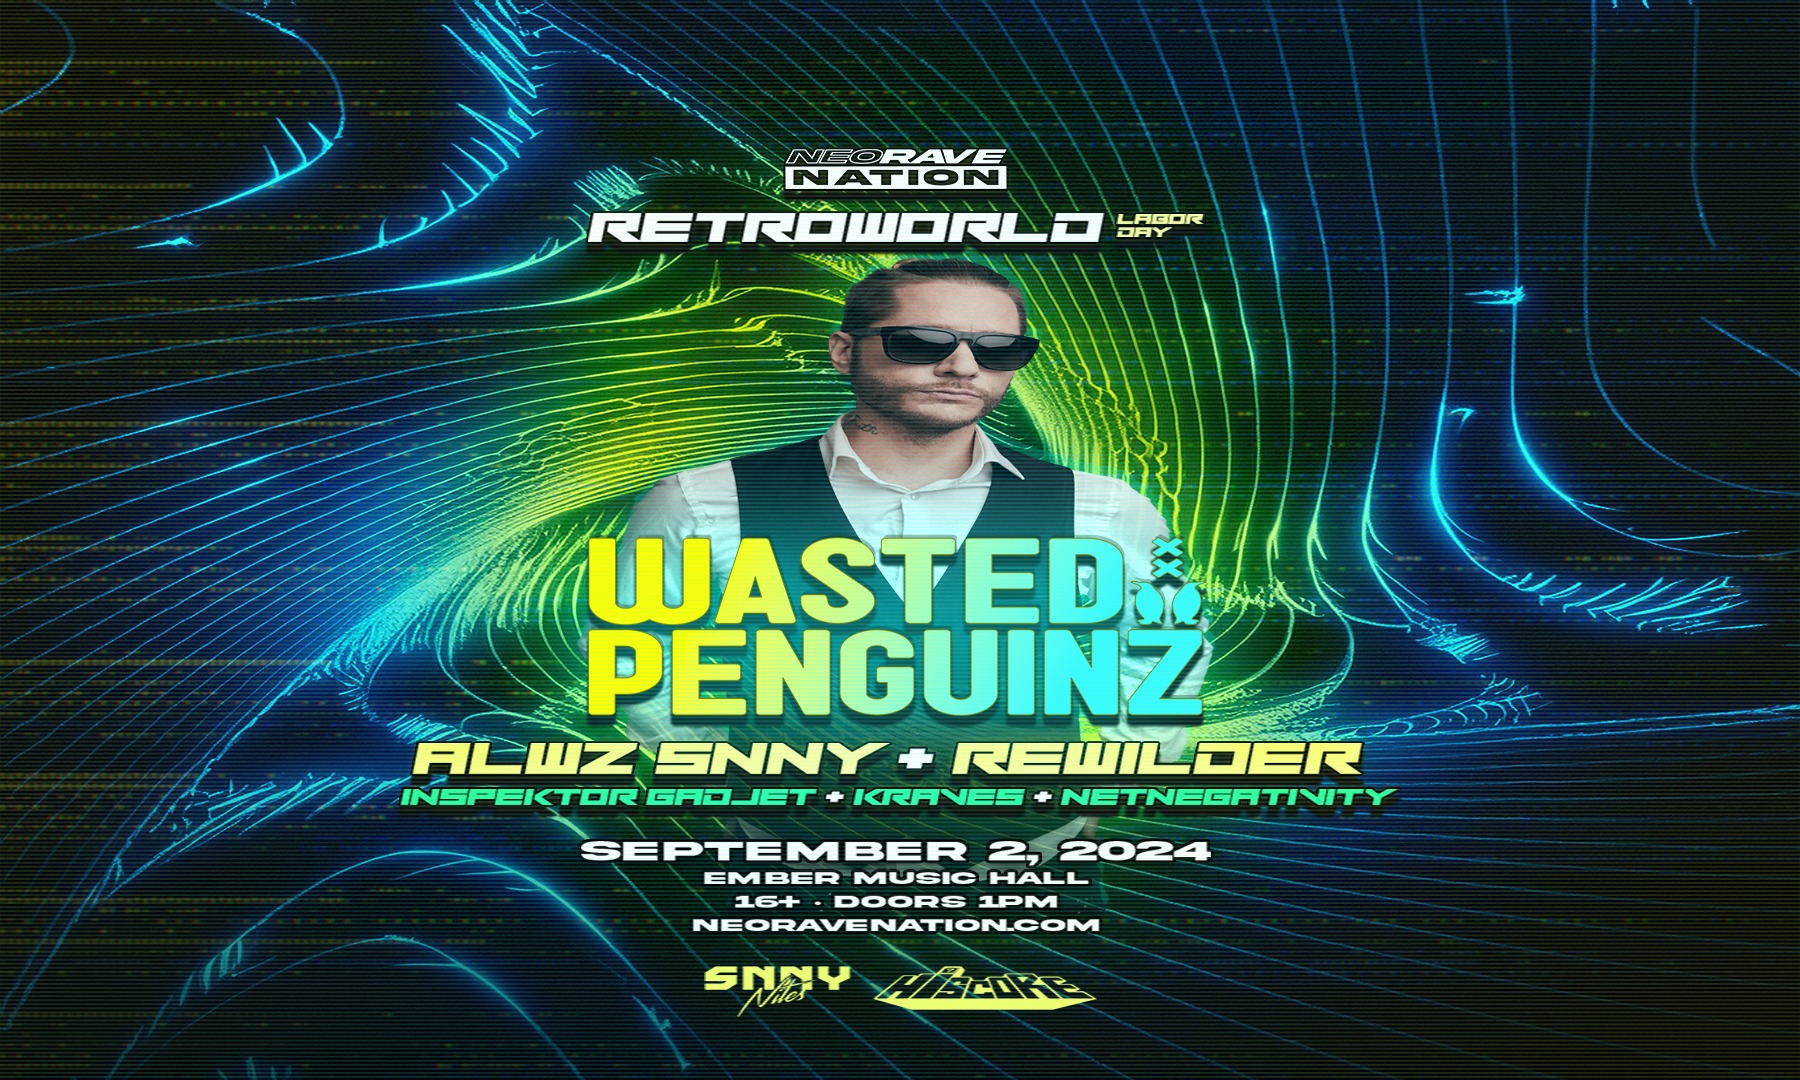 NEORAVE
NATION
RETROWORLD LABOR
DAY
WASTED
PENGUINZ
ALWZ SNNY + REWILDER
INSPEKTOR GADJET + KRAVES + NETNEGATIVITY
SEPTEMBER 2, 2024
EMBER MUSIC HALL
16+ · DOORS 1PM
NEORAVENATION.COM
SNNY Nites HISCORE